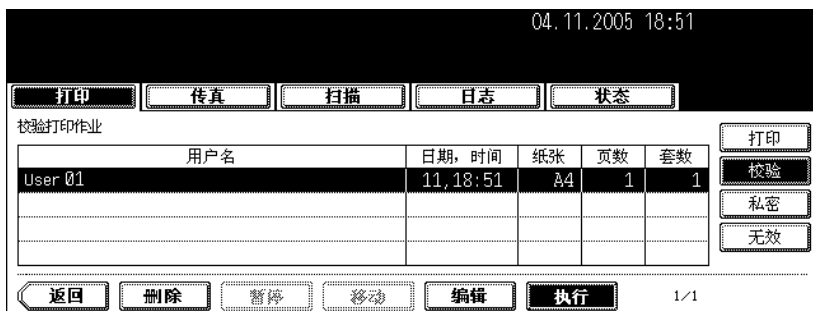 04.11.2005 18:51
打印 传真 扫描 日志 状态
校验打印作业
打印
用户名 日期，时间 纸张 页数 套数
校验
User 01 11,18:51 A4 1 1
私密
无效
返回 删除 暂停 移动 编辑 执行 1/1